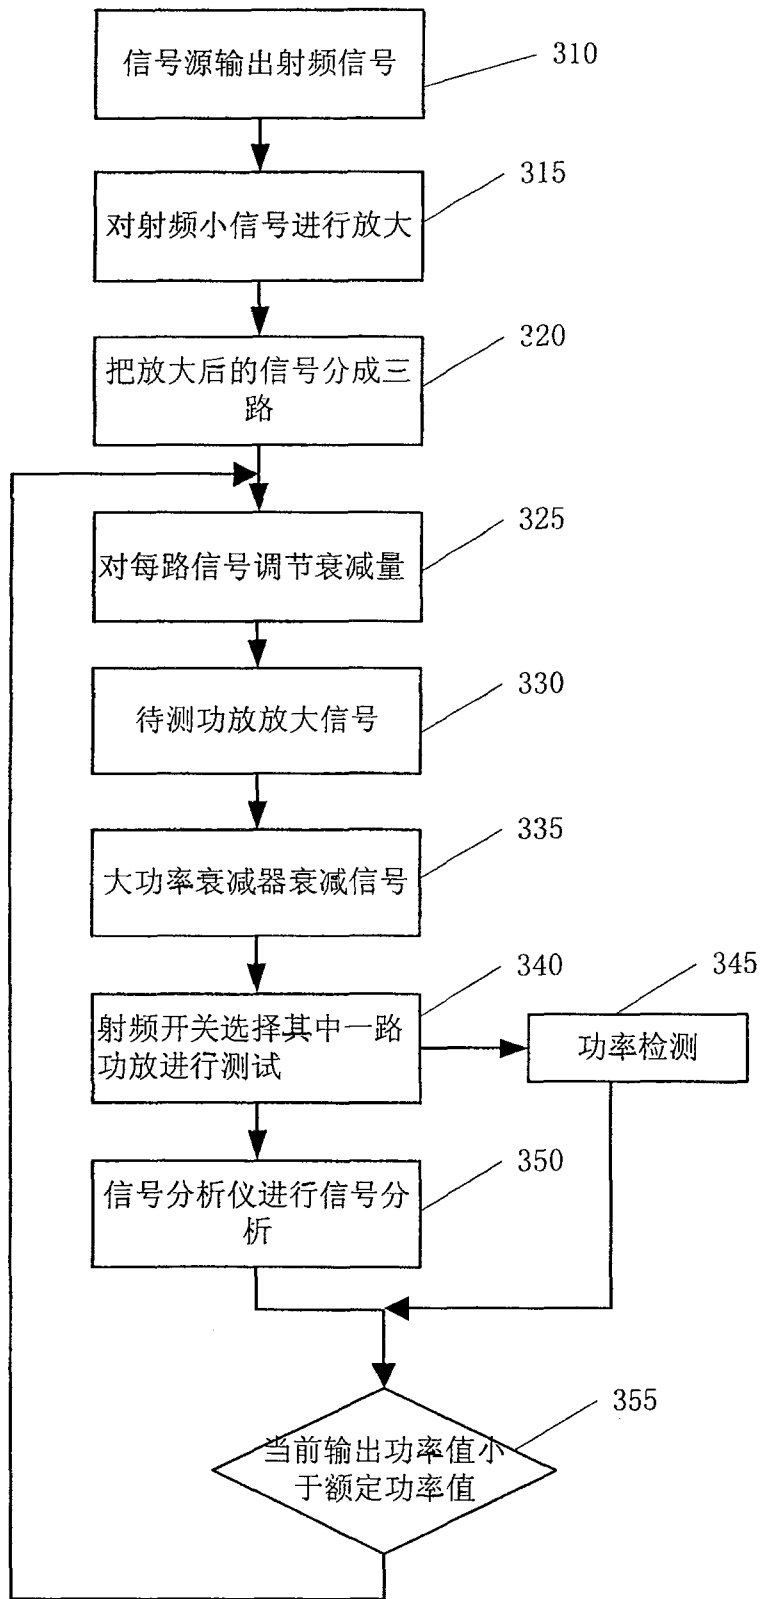 信号源输出射频信号
310
对射频小信号进行放大
315
把放大后的信号分成三
路
320
对每路信号调节衰减量
325
待测功放放大信号
330
大功率衰减器衰减信号
335
射频开关选择其中一路
功放进行测试
340
功率检测
345
信号分析仪进行信号分
析
350
当前输出功率值小
于额定功率值
355